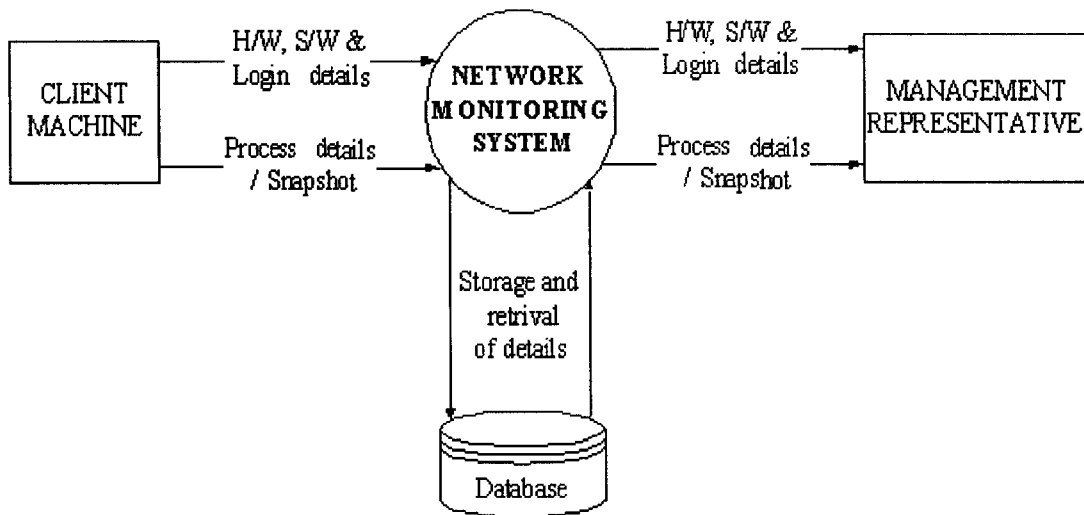 CLIENT
MACHINE
H/W, S/W &
Login details
Process details
/ Snapshot
NETWORK
MONITORING
SYSTEM
H/W, S/W &
Login details
Process details
/ Snapshot
MANAGEMENT
REPRESENTATIVE
Storage and
retrival
of details
Database